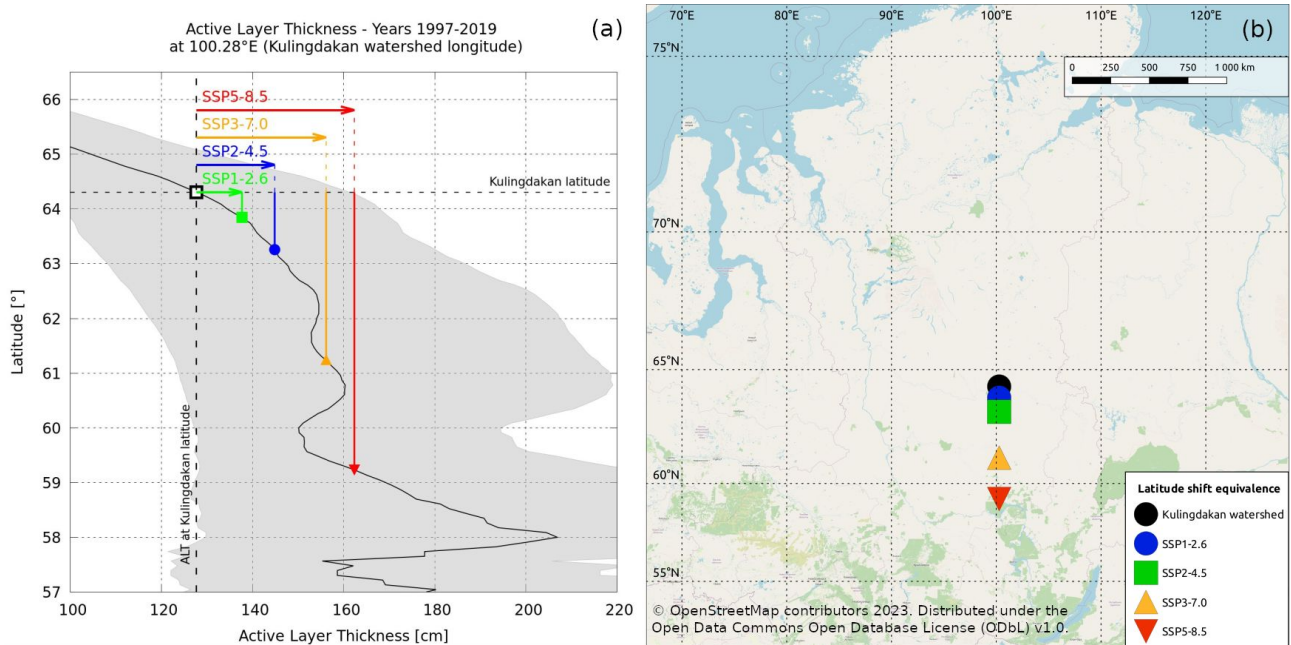 Active Layer Thickness - Years 1997-2019
at 100.28°E (Kulingdakan watershed longitude)
(a)
66
65
64
63
62
61
60
59
58
57
Latitude [°]
SSP5-8.5
SSP3-7.0
SSP2-4.5
SSP1-2.6
Kulingdakan latitude
ALT at Kulingdakan latitude
100
120
140
160
180
200
220
Active Layer Thickness [cm]
70°E
80°E
90°E
100°E
110°E
120°E
(b)
75°N
70°N
65°N
60°N
55°N
0 250 500 750 1 000 km
Latitude shift equivalence
Kulingdakan watershed
SSP1-2.6
SSP2-4.5
SSP3-7.0
SSP5-8.5
© OpenStreetMap contributors 2023. Distributed under the
Open Data Commons Open Database License (ODbL) v1.0.